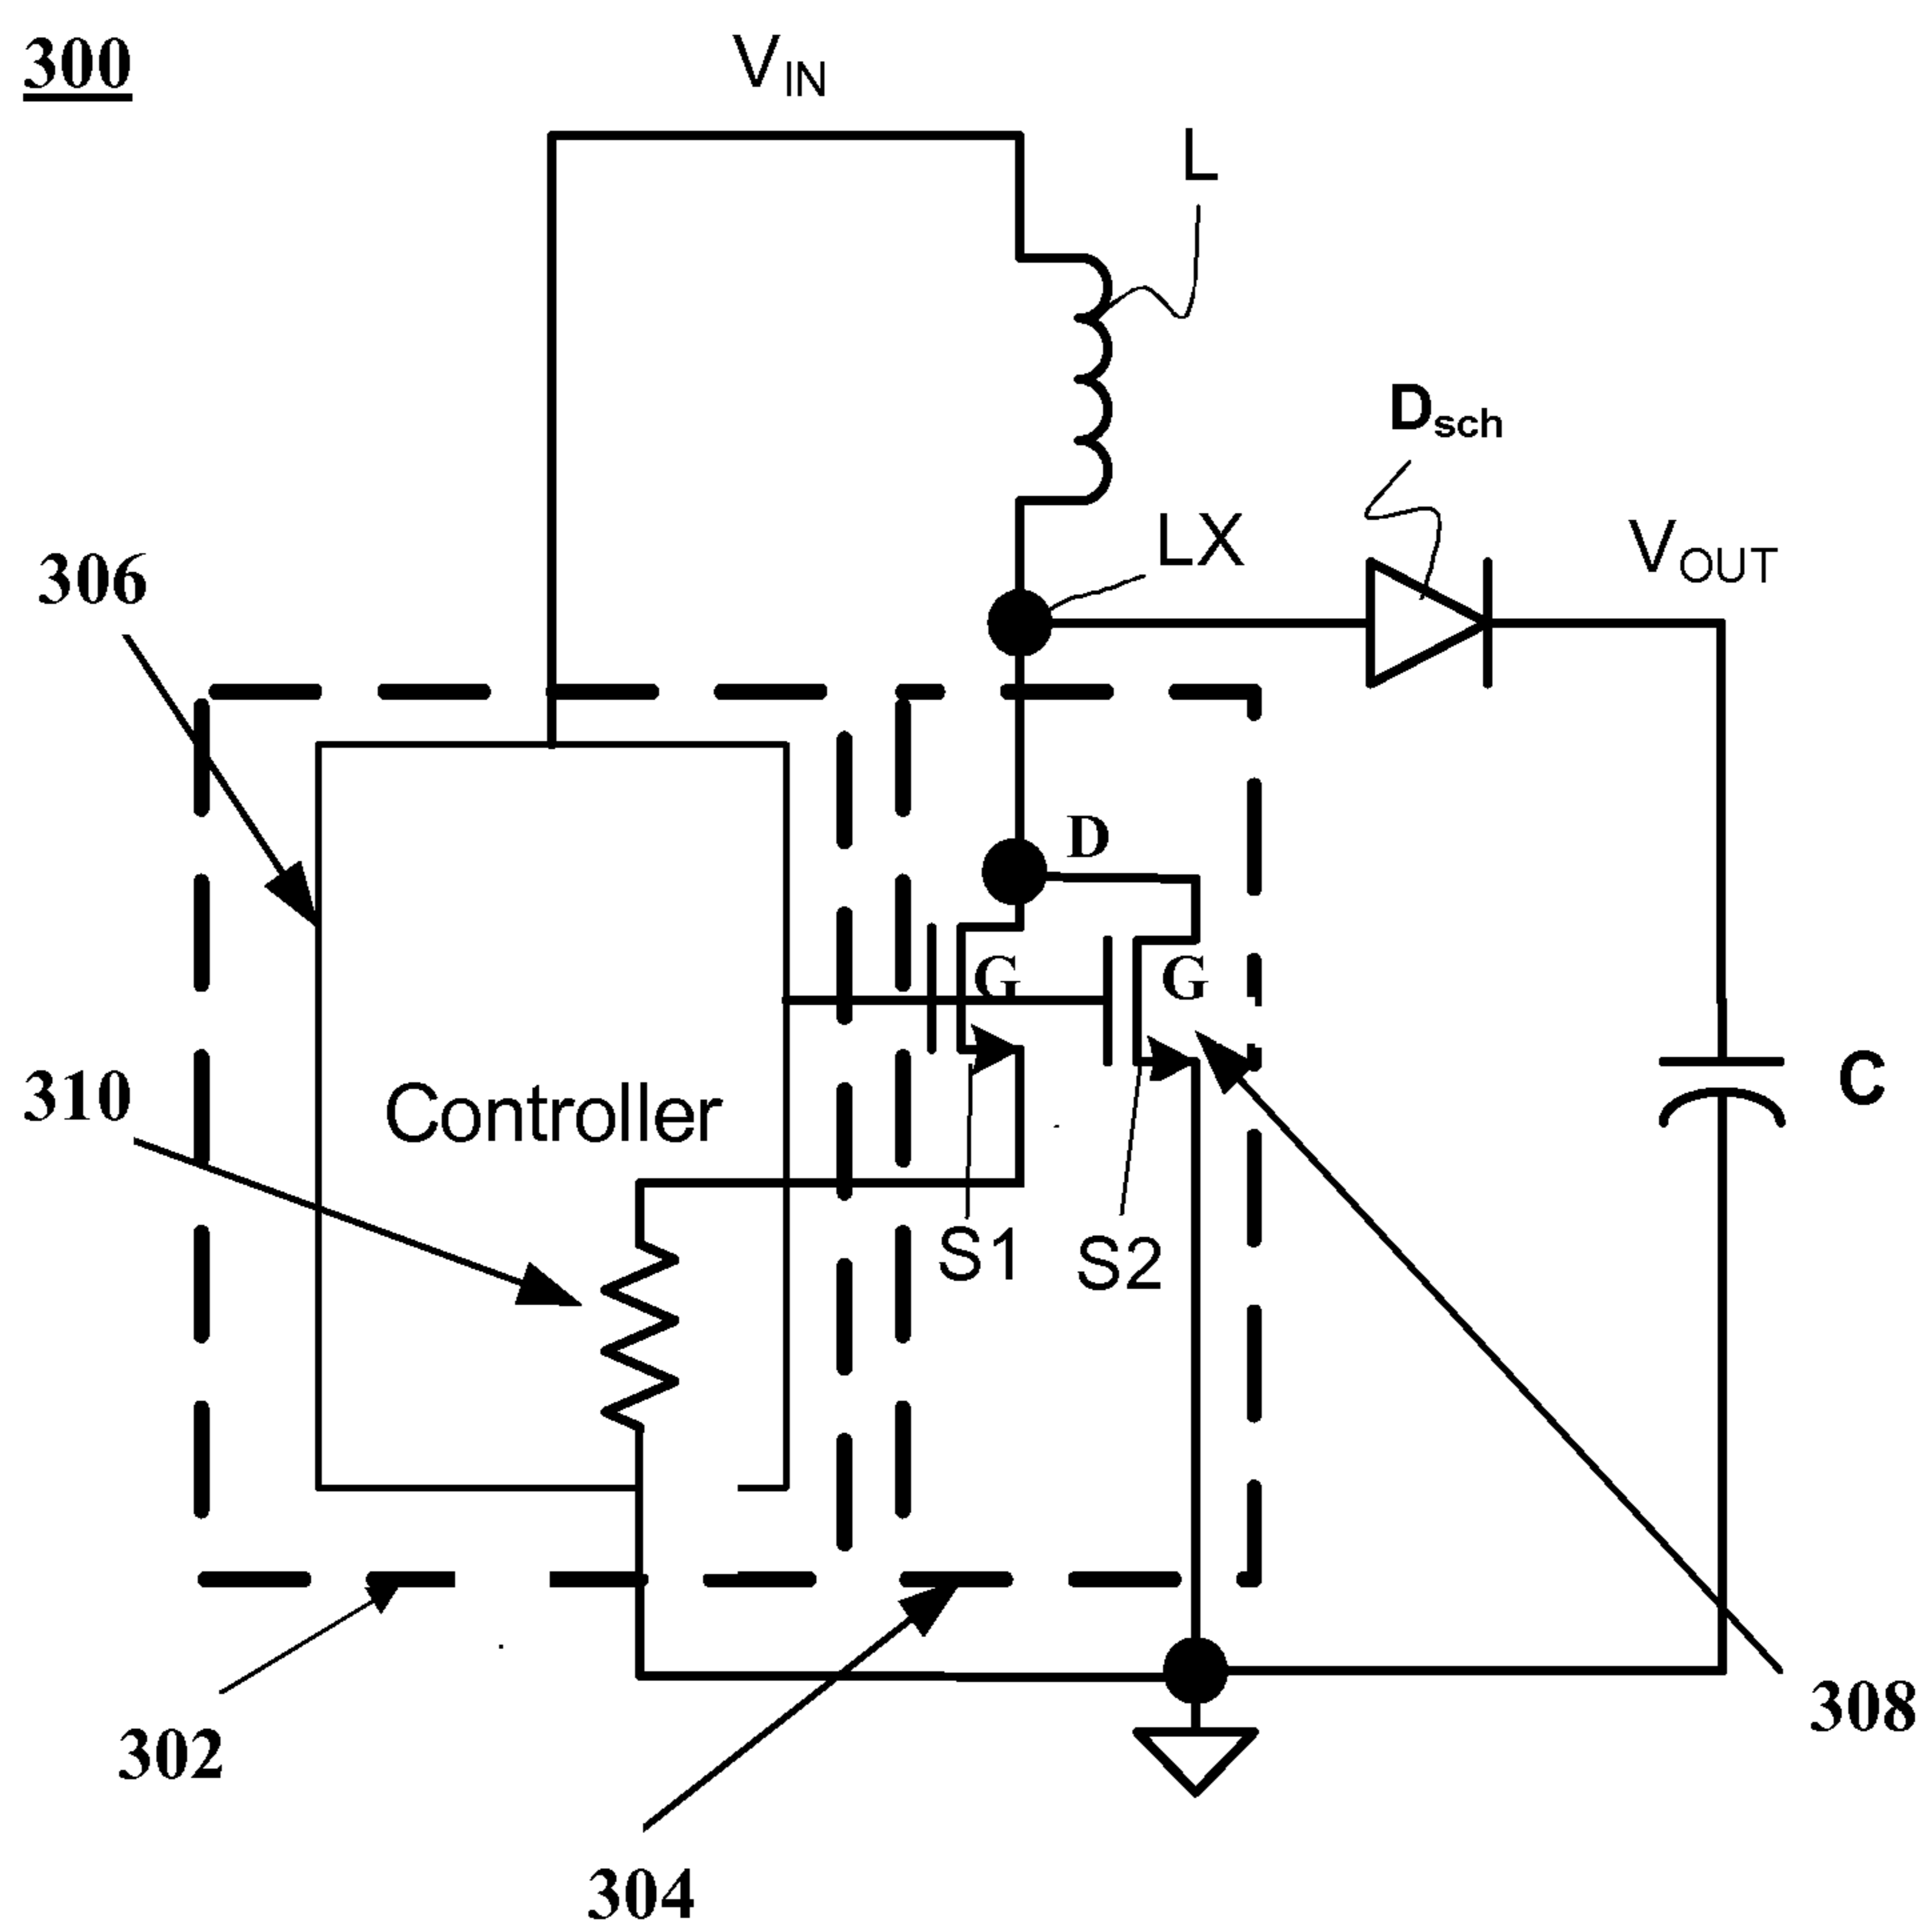 300
VIN
L
Dsch
LX
VOUT
306
D
G
G
310
Controller
C
S1
S2
308
302
304